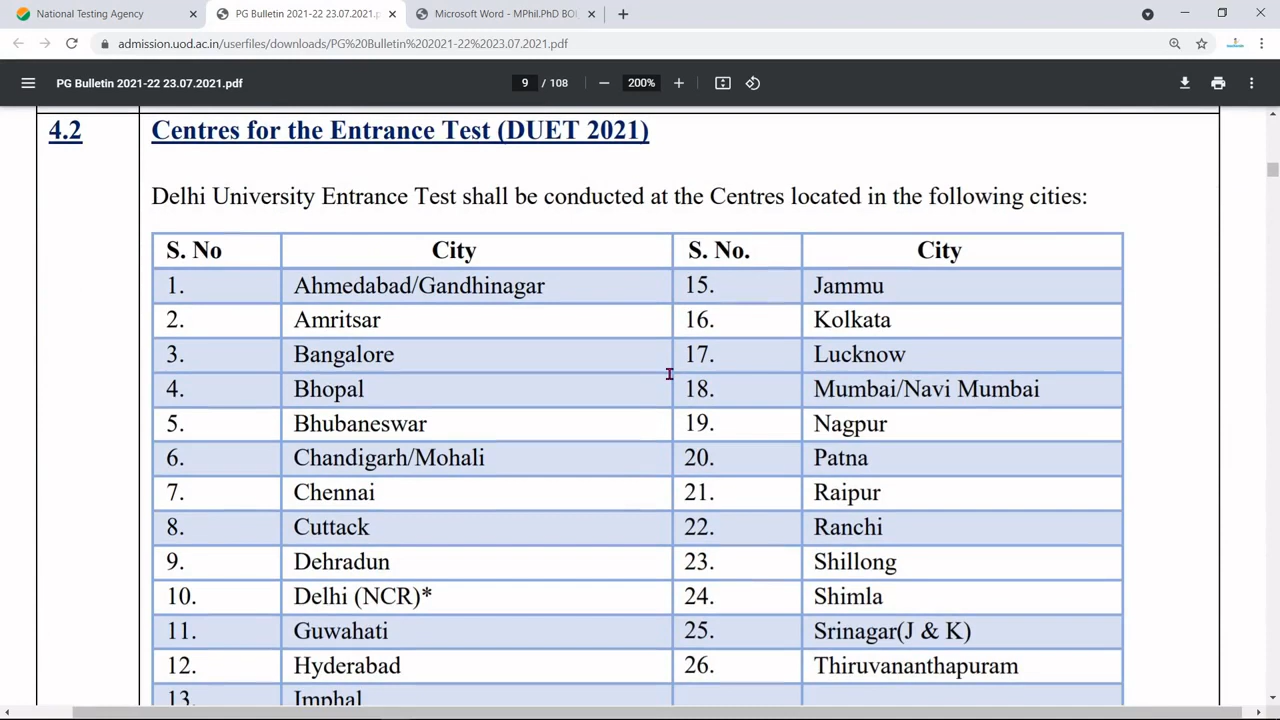 National Testing Agency
PG Bulletin 2021-22 23.07.2021.p
Microsoft Word - MPhil.PhD BOI
admission.uod.ac.in/userfiles/downloads/PG%20Bulletin%202021-22%2023.07.2021.pdf
PG Bulletin 2021-22 23.07.2021.pdf
9 / 108
200%
4.2 Centres for the Entrance Test (DUET 2021)
Delhi University Entrance Test shall be conducted at the Centres located in the following cities:
S. No City S. No. City
1. Ahmedabad/Gandhinagar 15. Jammu
2. Amritsar 16. Kolkata
3. Bangalore 17. Lucknow
4. Bhopal 18. Mumbai/Navi Mumbai
5. Bhubaneswar 19. Nagpur
6. Chandigarh/Mohali 20. Patna
7. Chennai 21. Raipur
8. Cuttack 22. Ranchi
9. Dehradun 23. Shillong
10. Delhi (NCR)* 24. Shimla
11. Guwahati 25. Srinagar(J & K)
12. Hyderabad 26. Thiruvananthapuram
13. Imphal